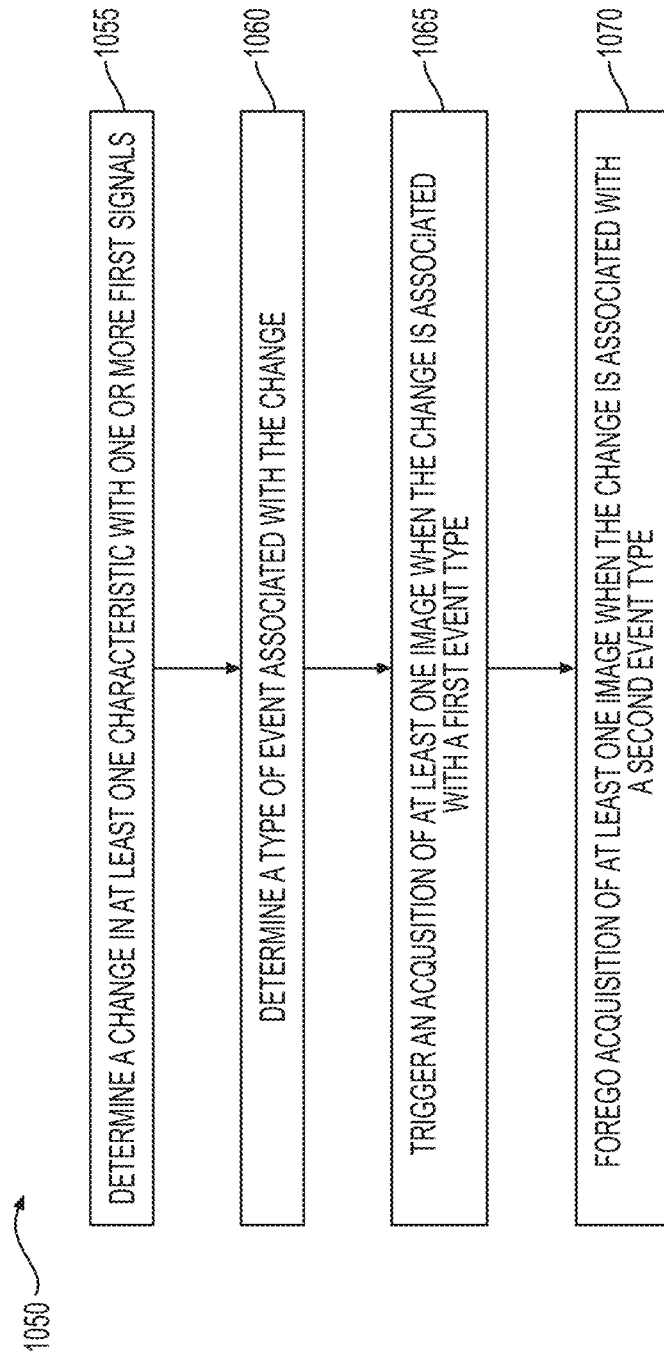 1050
DETERMINE A CHANGE IN AT LEAST ONE CHARACTERISTIC WITH ONE OR MORE FIRST SIGNALS
1055
DETERMINE A TYPE OF EVENT ASSOCIATED WITH THE CHANGE
1060
TRIGGER AN ACQUSITION OF AT LEAST ONE IMAGE WHEN THE CHANGE IS ASSOCIATED
WITH A FIRST EVENT TYPE
1065
FOREGO ACQUISITION OF AT LEAST ONE IMAGE WHEN THE CHANGE IS ASSOCIATED WITH
A SECOND EVENT TYPE
1070